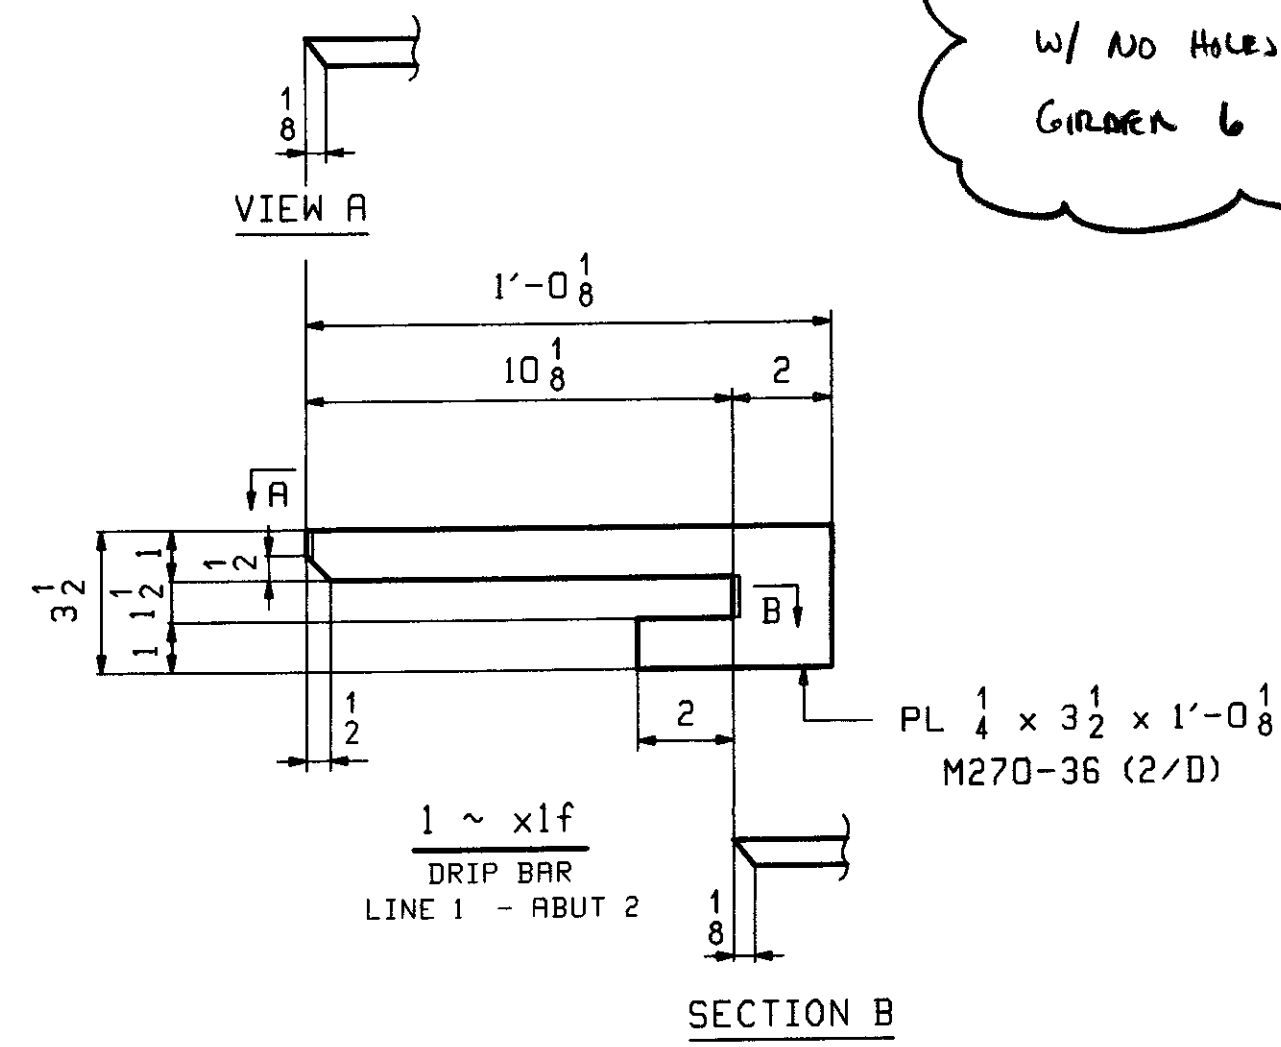 W/ NO HOLES
GIRDER 6
1/8
VIEW A
1'-0 1/8
10 1/8
2
A
3 1/2
1
1 1/2
1
1/2
B
1/2
2
PL 1/4 x 3 1/2 x 1'-0 1/8
M270-36 (2/D)
1 ~ x1f
DRIP BAR
LINE 1 - ABUT 2
1/8
SECTION B